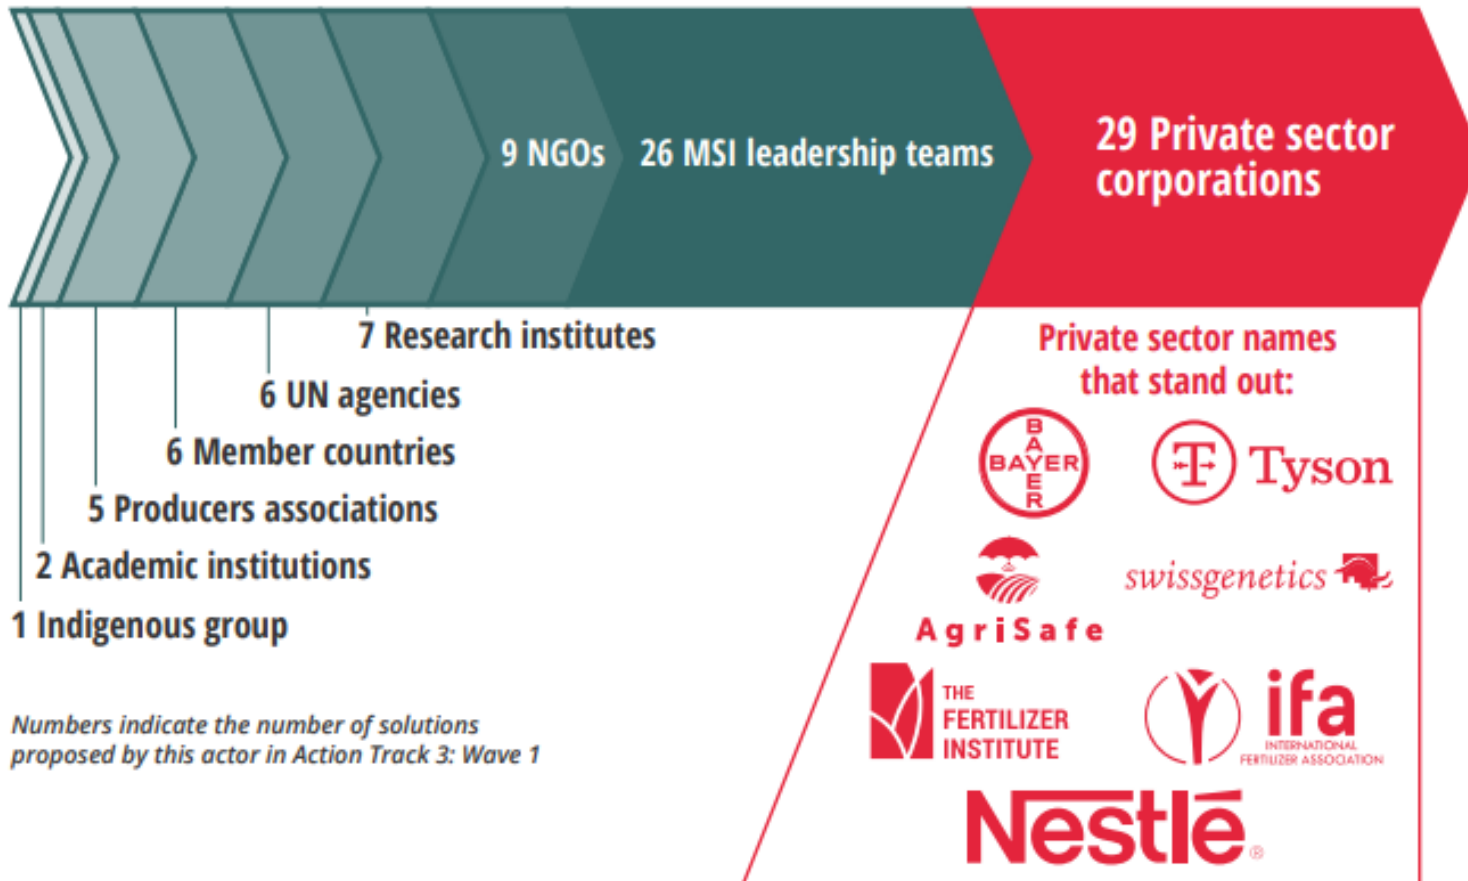 9 NGOs
26 MSI leadership teams
29 Private sector
corporations
7 Research institutes
6 UN agencies
6 Member countries
5 Producers associations
2 Academic institutions
1 Indigenous group
Numbers indicate the number of solutions
proposed by this actor in Action Track 3: Wave 1
Private sector names
that stand out:
BAYER
BAYER
T Tyson
AgriSafe
swissgenetics
THE
FERTILIZER
INSTITUTE
ifa
INTERNATIONAL
FERTILIZER ASSOCIATION
Nestlé®